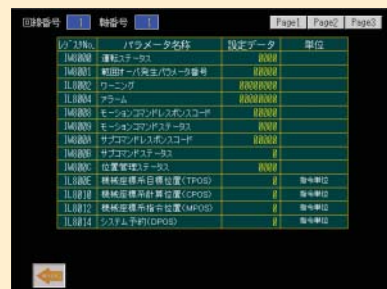 回線番号 1 軸番号 1 Page1 Page2 Page3
レジスタNo. パラメータ名称 設定データ 単位
IW8000 運転ステータス 0000
IW8001 範囲オーバ発生パラメータ番号 0000
IL8002 ワーニング 00000000
IL8004 アラーム 00000000
IW8008 モーションコマンドレスポンスコード 0000
IW8009 モーションコマンドステータス 0000
IW800A サブコマンドレスポンスコード 00000
IW800B サブコマンドステータス 0
IW800C 位置管理ステータス 0000
IL800E 機械座標系目標位置(TPOS) 0 指令単位
IL8010 機械座標系計算位置(CPOS) 0 指令単位
IL8012 機械座標系指令位置(MPOS) 0 指令単位
IL8014 システム予約(DPOS) 0 指令単位